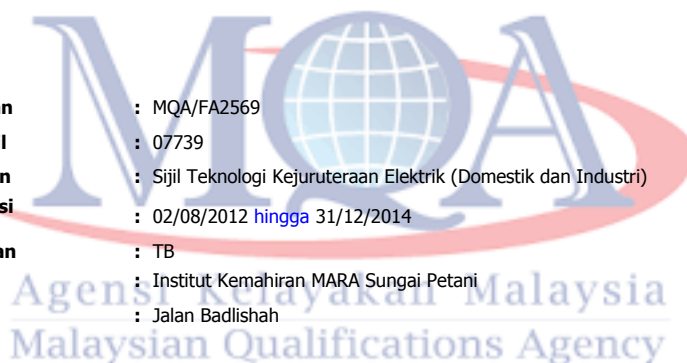 MQA
an : MQA/FA2569
l : 07739
n : Sijil Teknologi Kejuruteraan Elektrik (Domestik dan Industri)
si : 02/08/2012 hingga 31/12/2014
an : TB
: Institut Kemahiran MARA Sungai Petani
: Jalan Badlishah
Agensi Kelayakan Malaysia
Malaysian Qualifications Agency